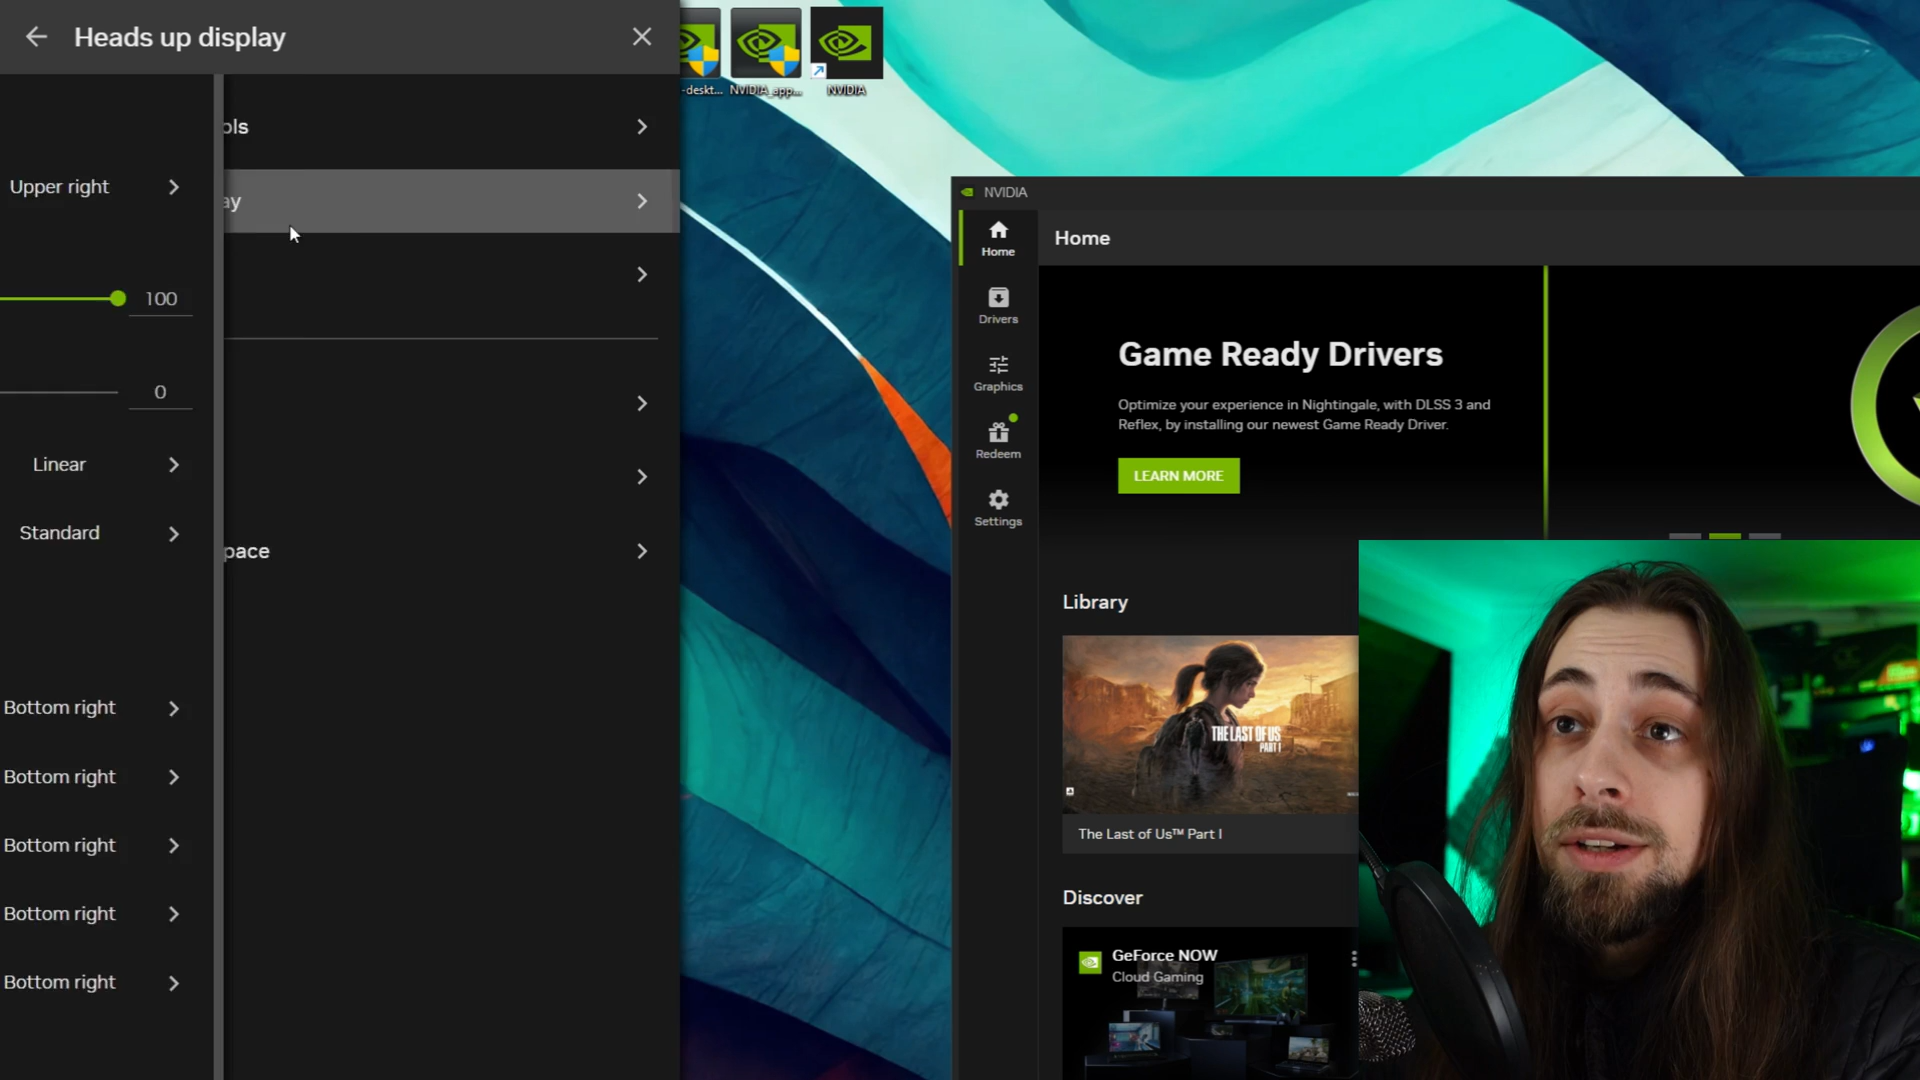 Heads up display
ols
Upper right
ay
100
0
Linear
Standard
pace
Bottom right
Bottom right
Bottom right
Bottom right
Bottom right
-deskt...
NVIDIA_app...
NVIDIA
NVIDIA
Home
Home
Drivers
Graphics
Redeem
Settings
Game Ready Drivers
Optimize your experience in Nightingale, with DLSS 3 and
Reflex, by installing our newest Game Ready Driver.
LEARN MORE
Library
THE LAST OF US
PART I
The Last of Us™ Part I
Discover
GeForce NOW
Cloud Gaming